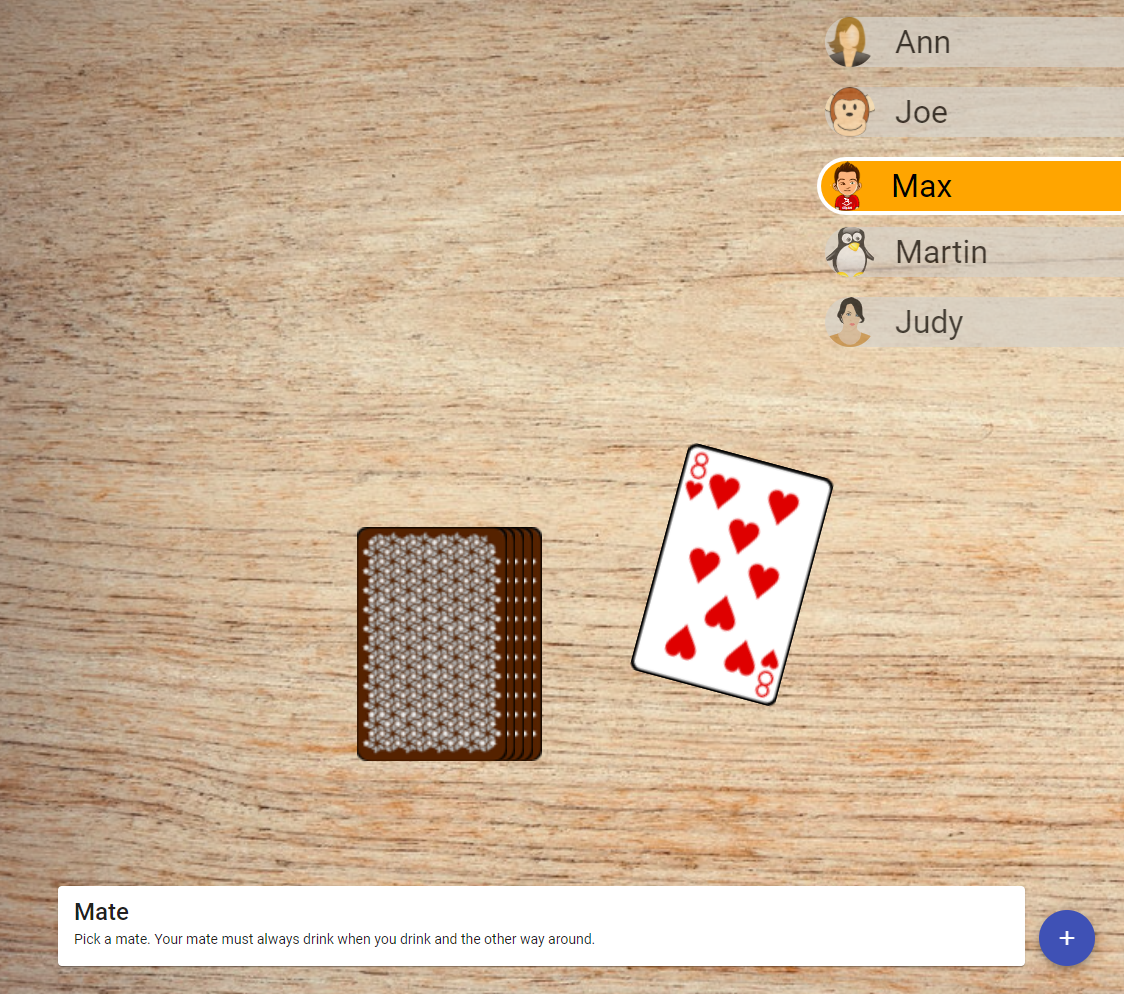 Ann
Joe
Max
Martin
Judy
8
8
Mate
Pick a mate. Your mate must always drink when you drink and the other way around.
+